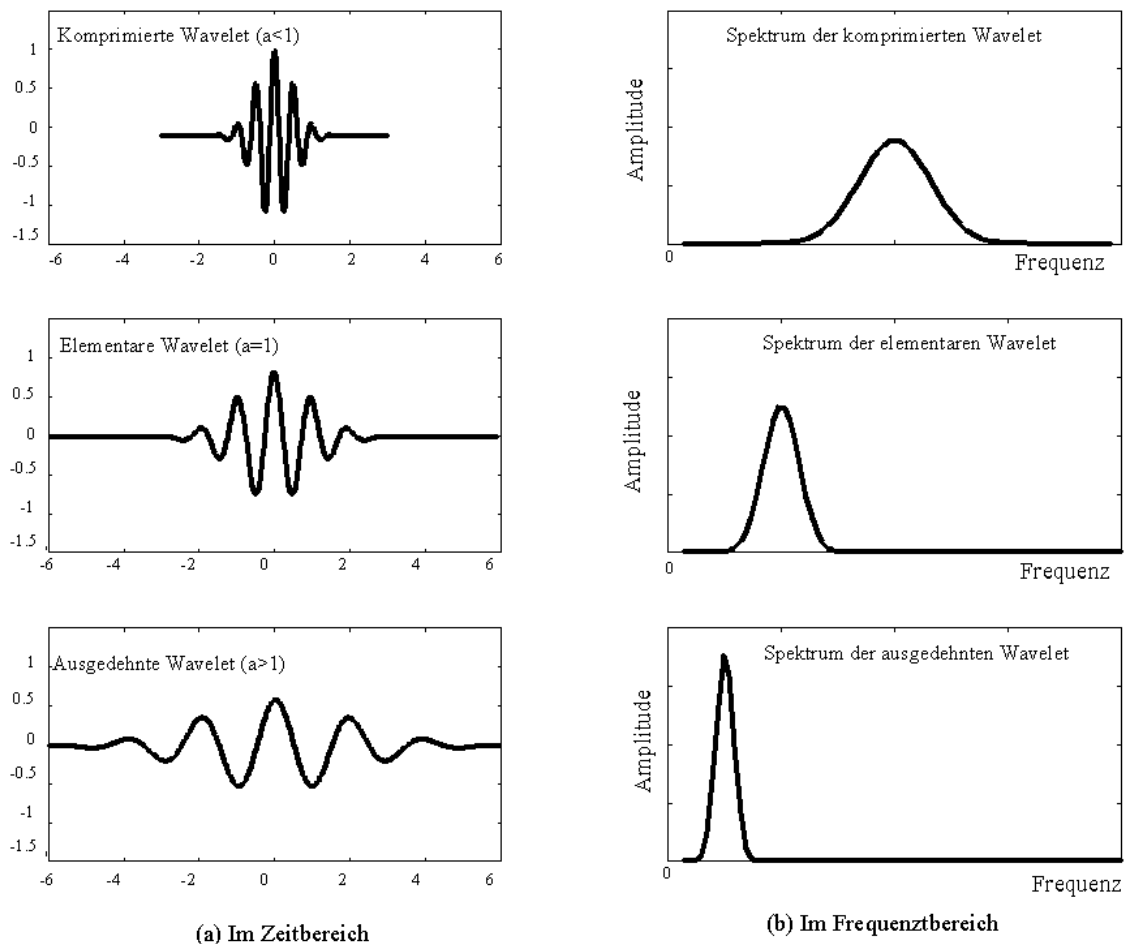 Komprimierte Wavelet (a<1)
1
0.5
0
-0.5
-1
-1.5
-6 -4 -2 0 2 4 6
Spektrum der komprimierten Wavelet
Amplitude
0
Frequenz
Elementare Wavelet (a=1)
1
0.5
0
-0.5
-1
-1.5
-6 -4 -2 0 2 4 6
Spektrum der elementaren Wavelet
Amplitude
0
Frequenz
Ausgedehnte Wavelet (a>1)
1
0.5
0
-0.5
-1
-1.5
-6 -4 -2 0 2 4 6
Spektrum der ausgedehnten Wavelet
Amplitude
0
Frequenz
(a) Im Zeitbereich
(b) Im Frequenztbereich